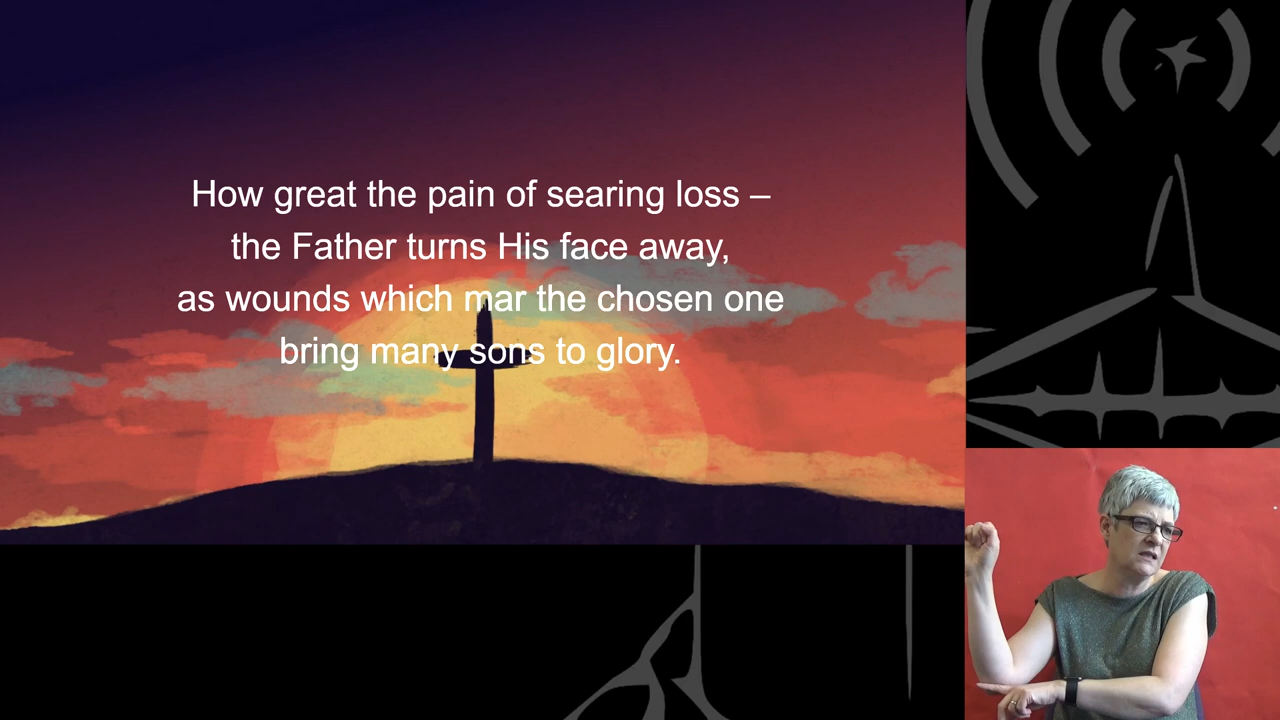 How great the pain of searing loss –
the Father turns His face away,
as wounds which mar the chosen one
bring many sons to glory.